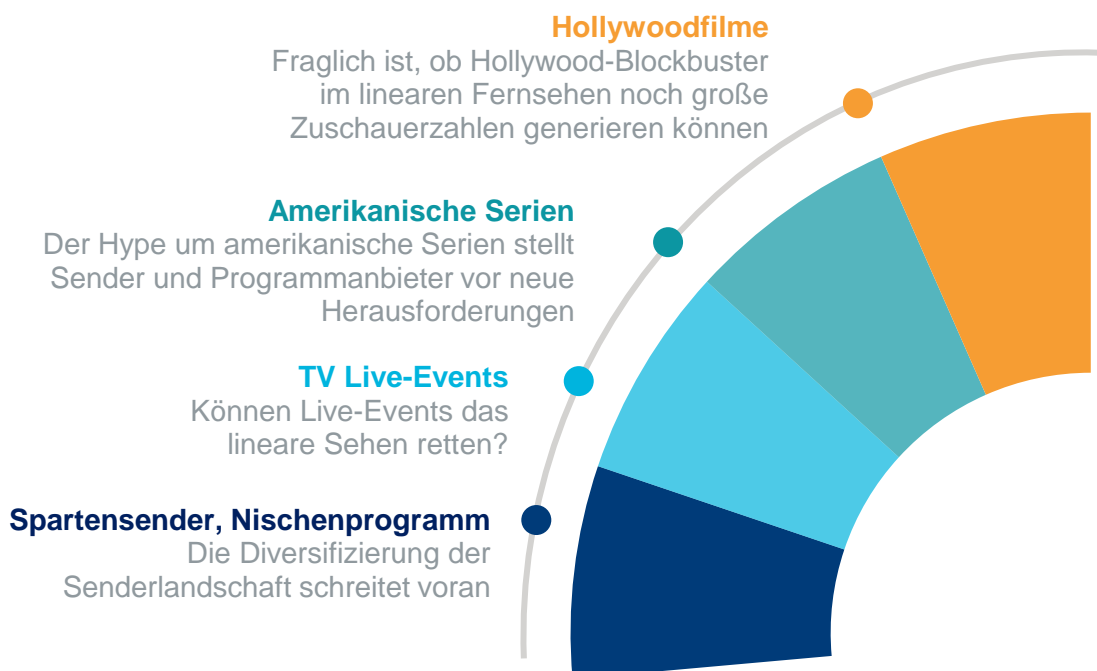 Hollywoodfilme
Fraglich ist, ob Hollywood-Blockbuster
im linearen Fernsehen noch große
Zuschauerzahlen generieren können
Amerikanische Serien
Der Hype um amerikanische Serien stellt
Sender und Programmanbieter vor neue
Herausforderungen
TV Live-Events
Können Live-Events das
lineare Sehen retten?
Spartensender, Nischenprogramm
Die Diversifizierung der
Senderlandschaft schreitet voran